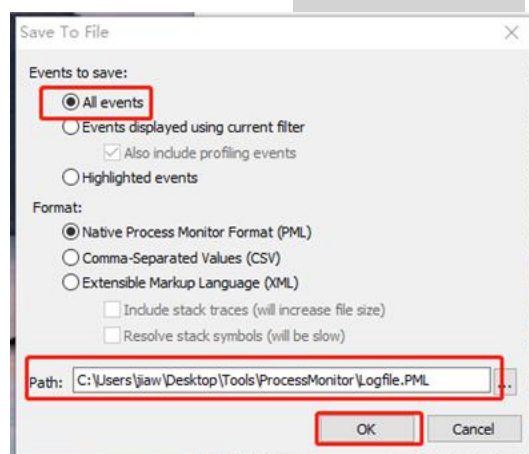 Save To File
Events to save:
All events
Events displayed using current filter
Also include profiling events
Highlighted events
Format:
Native Process Monitor Format (PML)
Comma-Separated Values (CSV)
Extensible Markup Language (XML)
Include stack traces (will increase file size)
Resolve stack symbols (will be slow)
Path: C:\Users\jiaw\Desktop\Tools\ProcessMonitor\Logfile.PML ...
OK Cancel